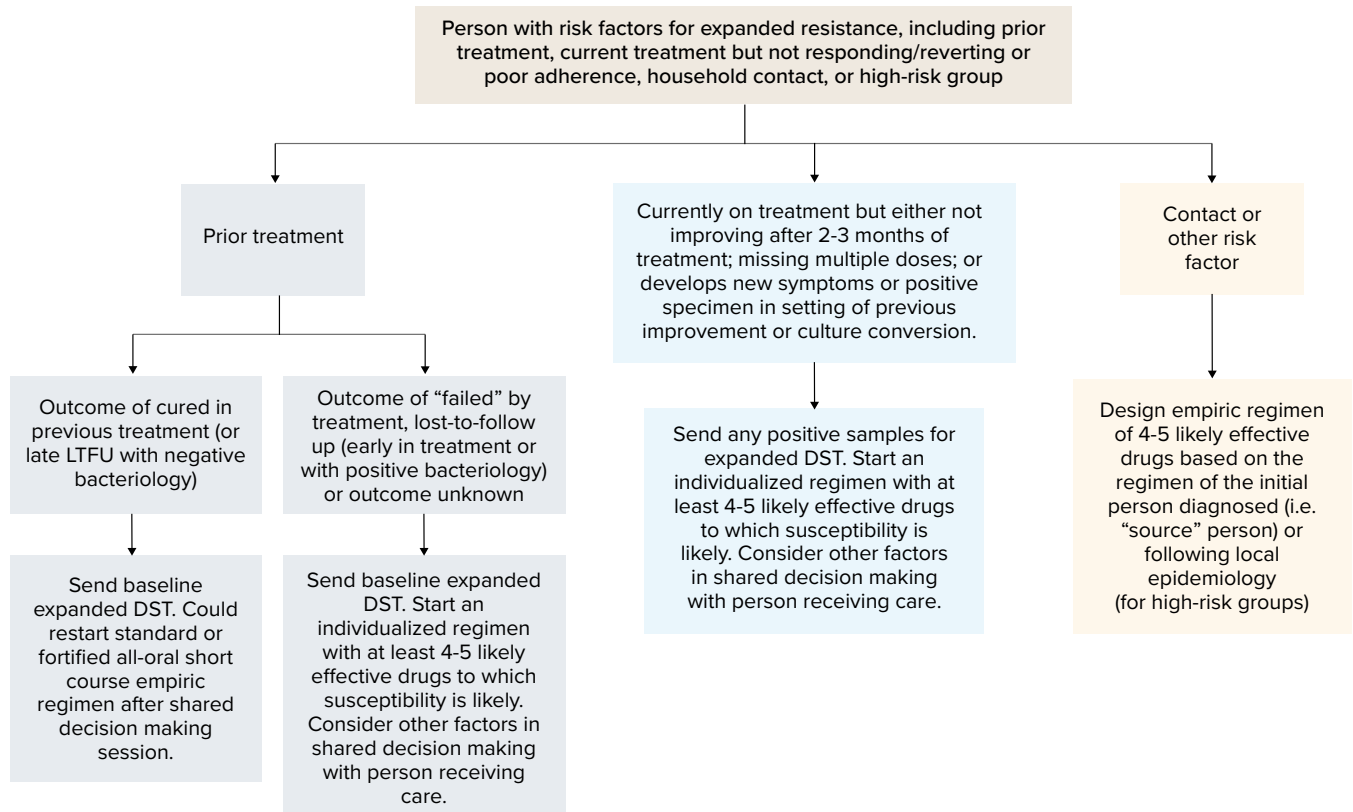 Person with risk factors for expanded resistance, including prior
treatment, current treatment but not responding/reverting or
poor adherence, household contact, or high-risk group
Prior treatment
Currently on treatment but either not
improving after 2-3 months of
treatment; missing multiple doses; or
develops new symptoms or positive
specimen in setting of previous
improvement or culture conversion.
Contact or
other risk
factor
Outcome of cured in
previous treatment (or
late LTFU with negative
bacteriology)
Outcome of “failed” by
treatment, lost-to-follow
up (early in treatment or
with positive bacteriology)
or outcome unknown
Send any positive samples for
expanded DST. Start an
individualized regimen with at
least 4-5 likely effective drugs
to which susceptibility is
likely. Consider other factors
in shared decision making
with person receiving care.
Design empiric regimen
of 4-5 likely effective
drugs based on the
regimen of the initial
person diagnosed (i.e.
“source” person) or
following local
epidemiology
(for high-risk groups)
Send baseline
expanded DST. Could
restart standard or
fortified all-oral short
course empiric
regimen after shared
decision making
session.
Send baseline expanded
DST. Start an
individualized regimen
with at least 4-5 likely
effective drugs to which
susceptibility is likely.
Consider other factors in
shared decision making
with person receiving
care.